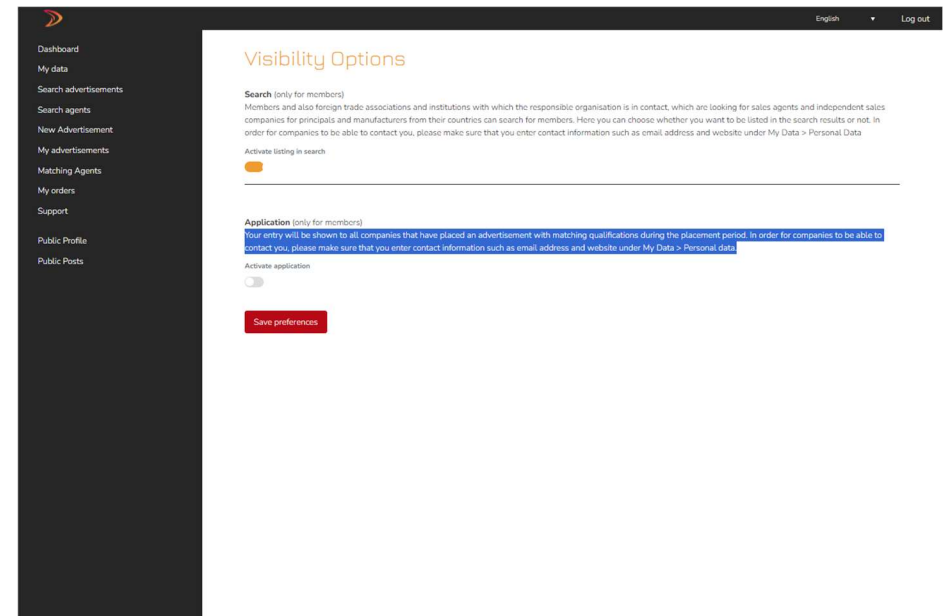 English ▼ Log out
Dashboard
My data
Search advertisements
Search agents
New Advertisement
My advertisements
Matching Agents
My orders
Support
Public Profile
Public Posts
Visibility Options
Search (only for members)
Members and also foreign trade associations and institutions with which the responsible organisation is in contact, which are looking for sales agents and independent sales
companies for principals and manufacturers from their countries can search for members. Here you can choose whether you want to be listed in the search results or not. In
order for companies to be able to contact you, please make sure that you enter contact information such as email address and website under My Data > Personal Data
Activate listing in search
Application (only for members)
Your entry will be shown to all companies that have placed an advertisement with matching qualifications during the placement period. In order for companies to be able to
contact you, please make sure that you enter contact information such as email address and website under My Data > Personal data.
Activate application
Save preferences